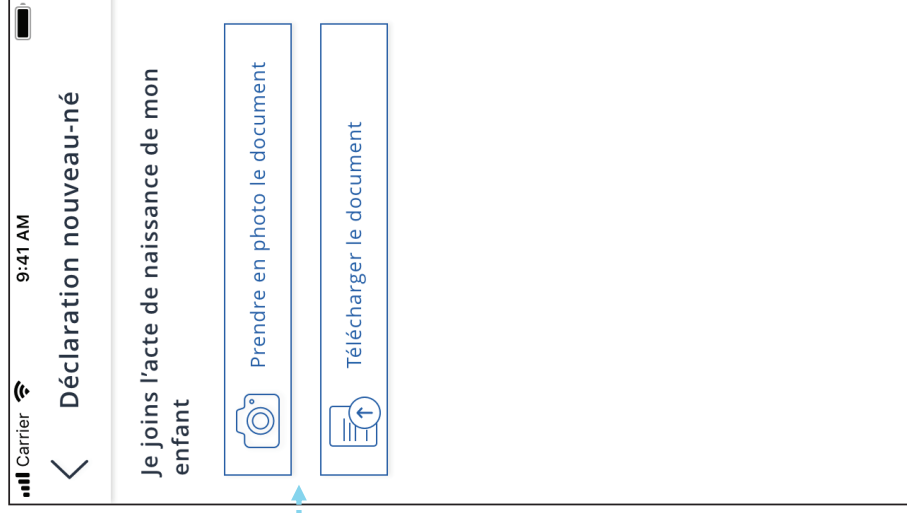 Carrier 9:41 AM
Déclaration nouveau-né
Je joins l’acte de naissance de mon
enfant
Prendre en photo le document
Télécharger le document